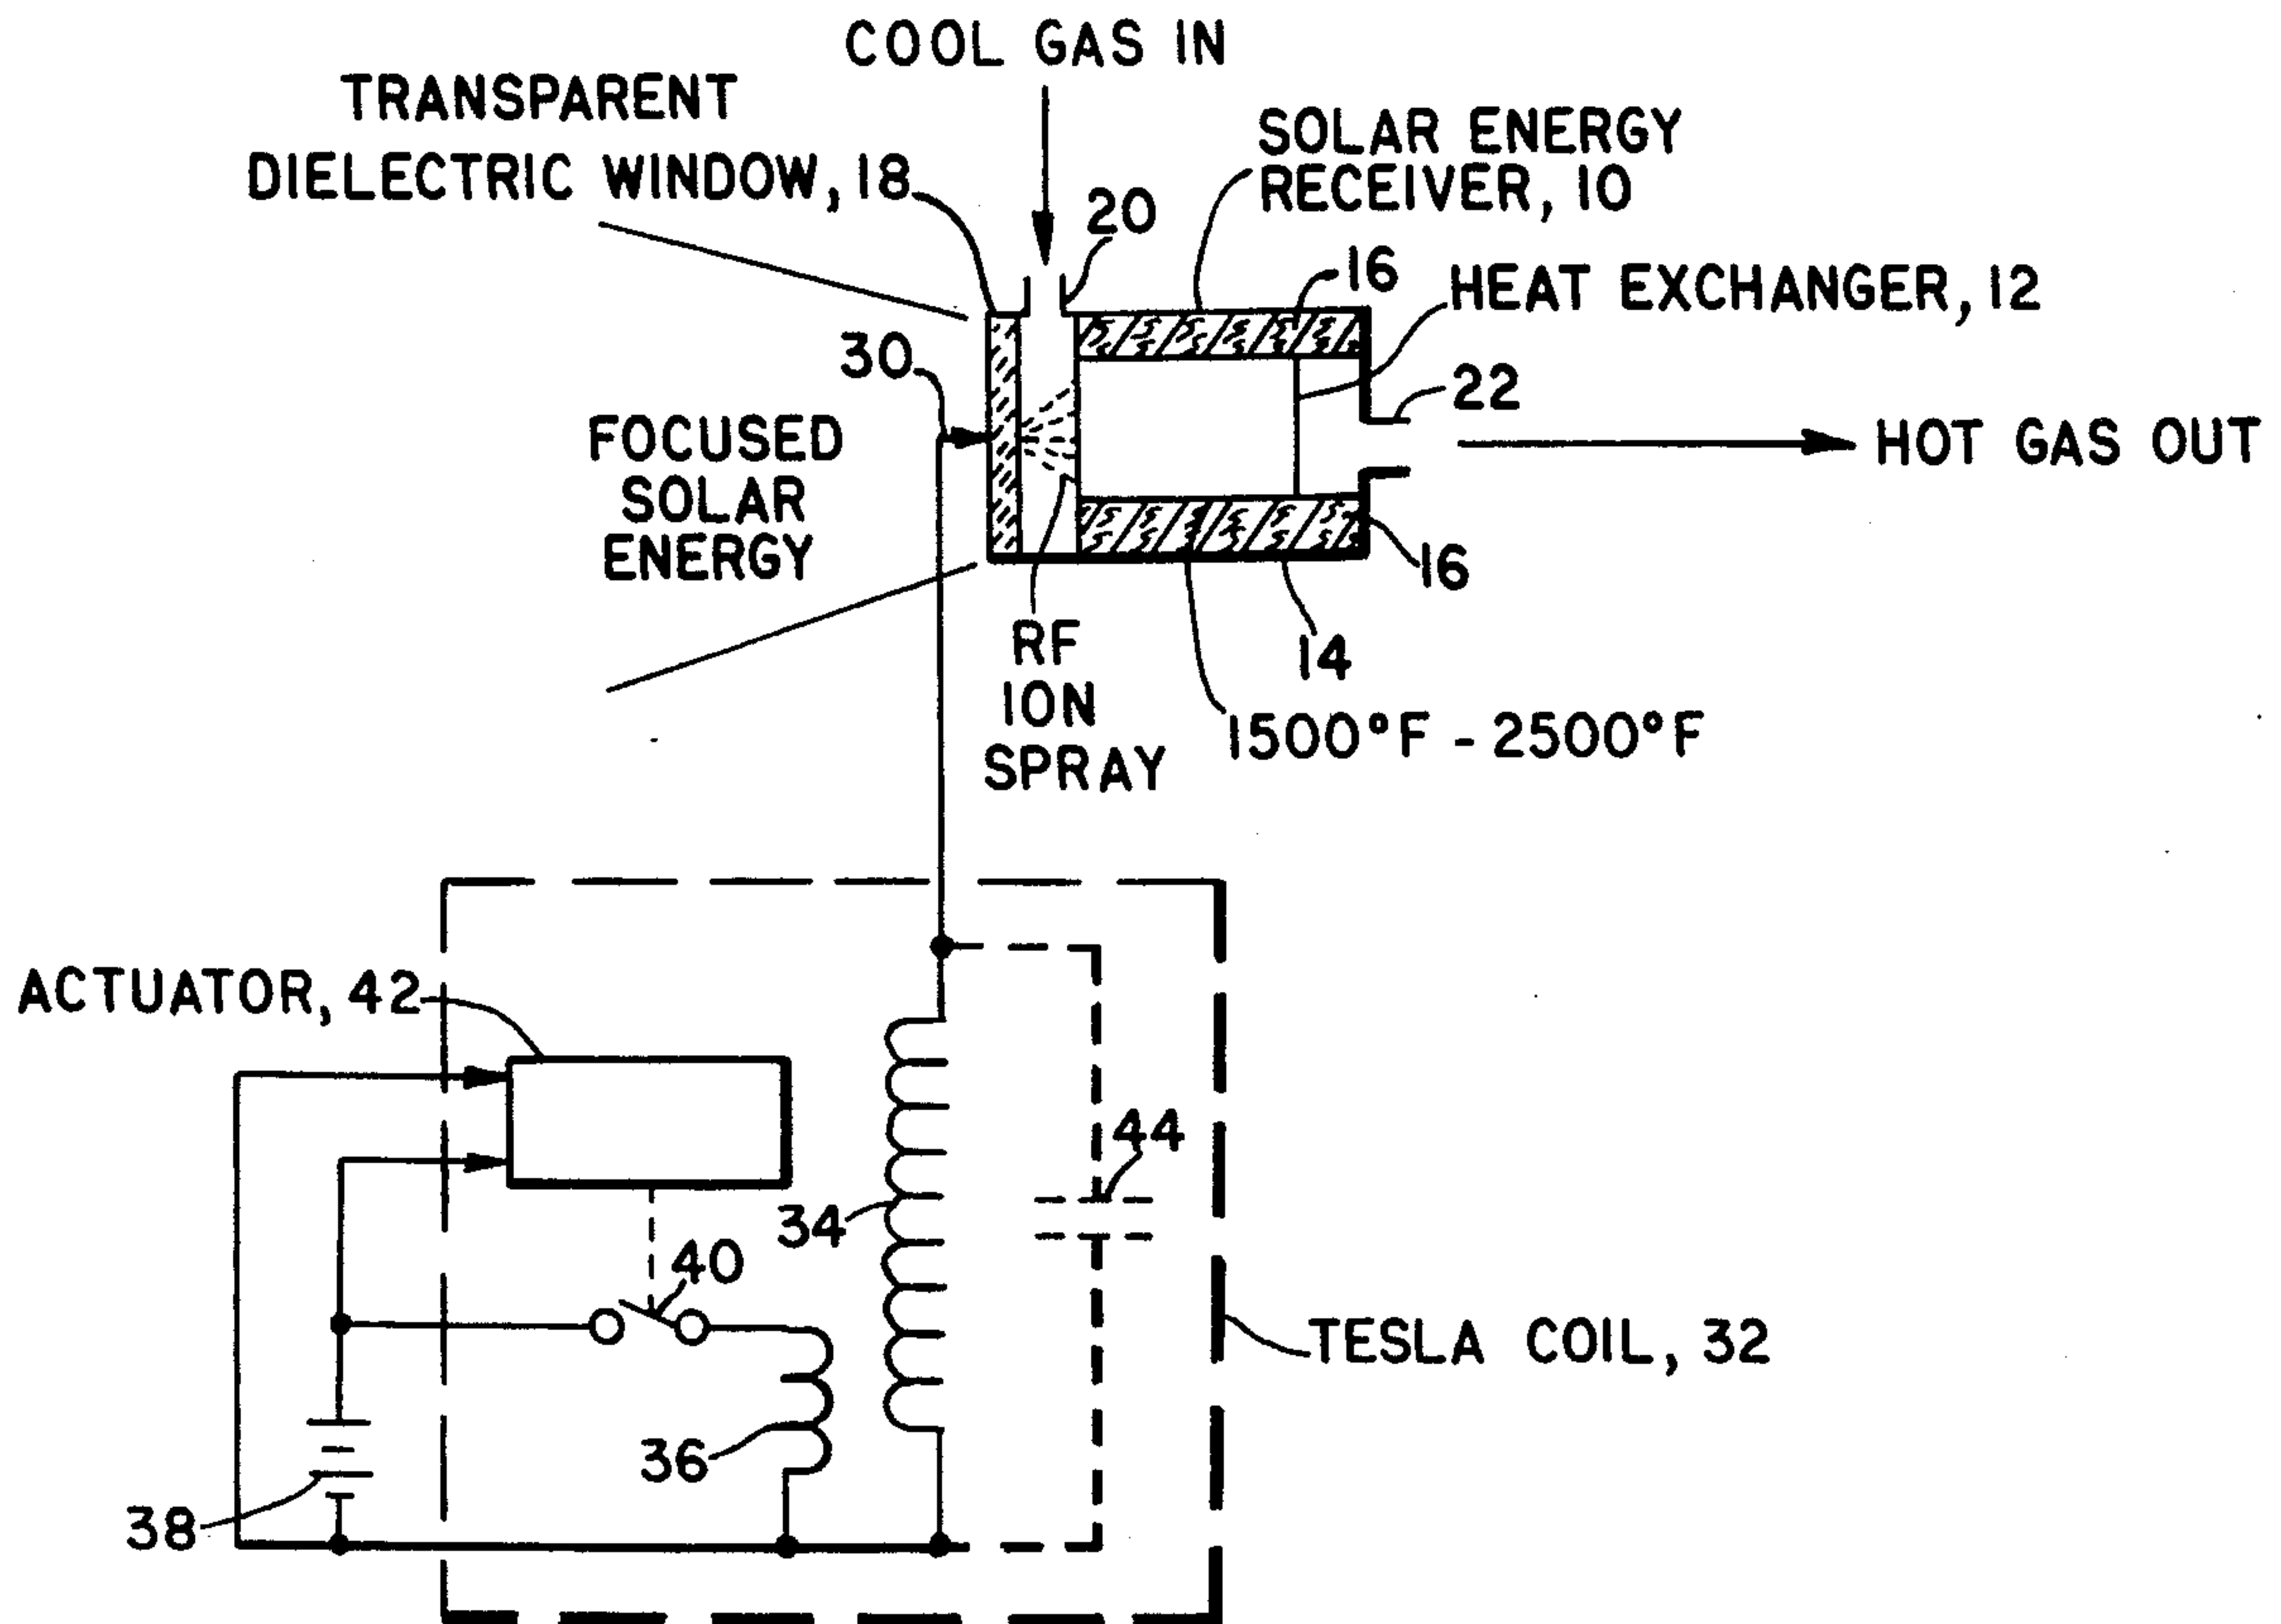 COOL GAS IN
TRANSPARENT
DIELECTRIC WINDOW, 18
SOLAR ENERGY
RECEIVER, 10
20
16
HEAT EXCHANGER, 12
30
22
FOCUSED
SOLAR
ENERGY
HOT GAS OUT
16
RF
ION
SPRAY
14
1500°F - 2500°F
ACTUATOR, 42
44
34
40
TESLA COIL, 32
36
38